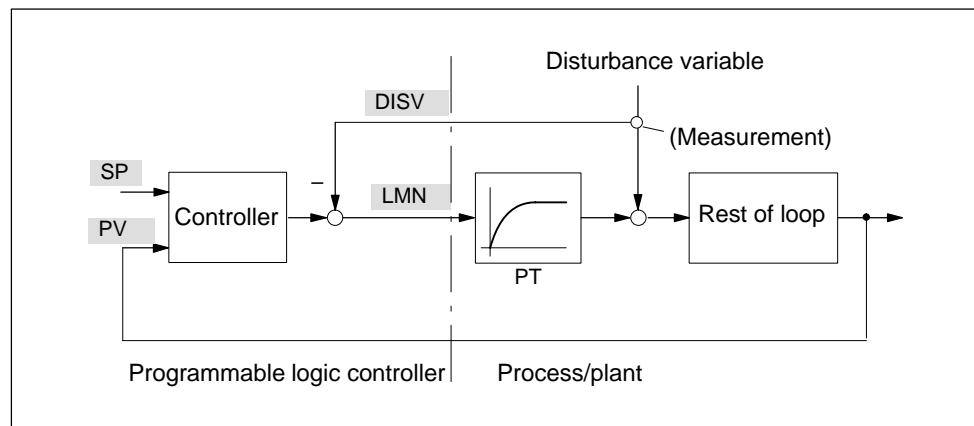 Disturbance variable
DISV
(Measurement)
SP
–
LMN
Controller
Rest of loop
PV
PT
Programmable logic controller
Process/plant